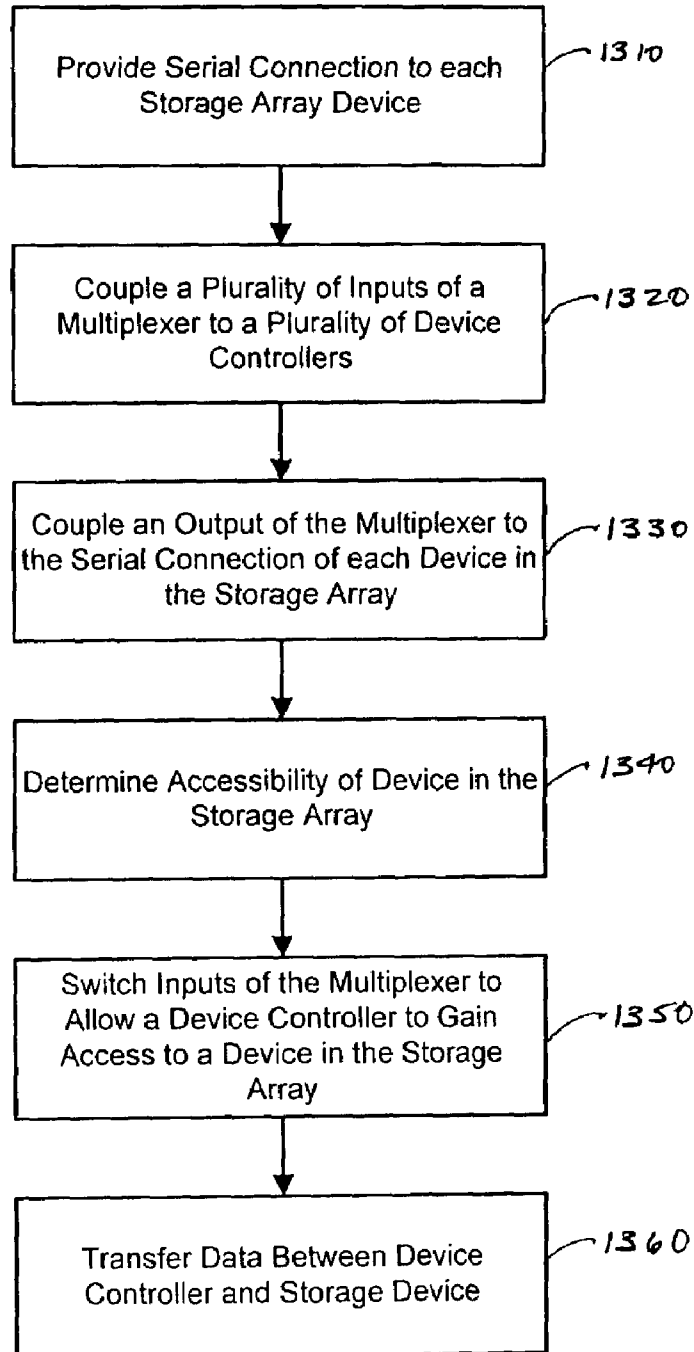 Provide Serial Connection to each
Storage Array Device
1310
Couple a Plurality of Inputs of a
Multiplexer to a Plurality of Device
Controllers
1320
Couple an Output of the Multiplexer to
the Serial Connection of each Device in
the Storage Array
1330
Determine Accessibility of Device in the
Storage Array
1340
Switch Inputs of the Multiplexer to
Allow a Device Controller to Gain
Access to a Device in the Storage
Array
1350
Transfer Data Between Device
Controller and Storage Device
1360